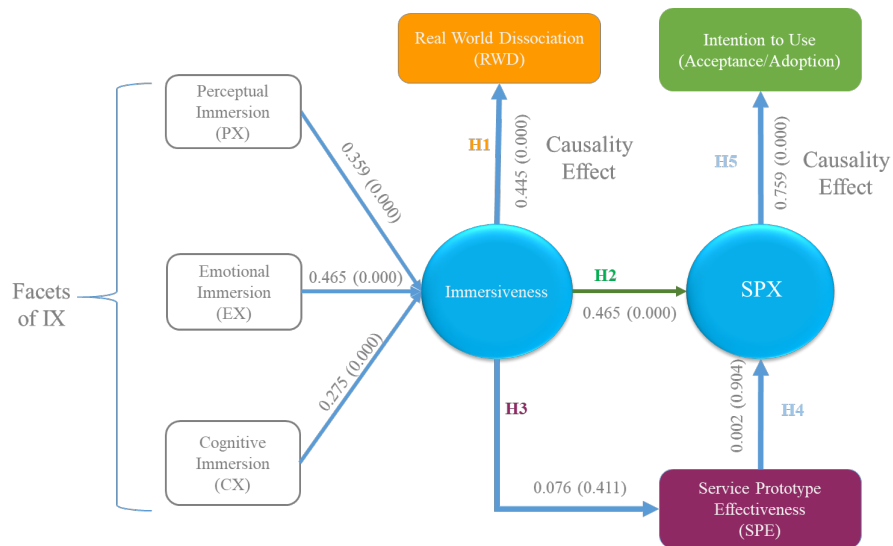 Real World Dissociation
(RWD)
Intention to Use
(Acceptance/Adoption)
Perceptual
Immersion
(PX)
0.359 (0.000)
H1
0.445 (0.000)
Causality
Effect
H5
0.759 (0.000)
Causality
Effect
Facets
of IX
Emotional
Immersion
(EX)
0.465 (0.000)
Immersiveness
H2
0.465 (0.000)
SPX
0.275 (0.000)
H3
0.002 (0.904)
H4
Cognitive
Immersion
(CX)
0.076 (0.411)
Service Prototype
Effectiveness
(SPE)